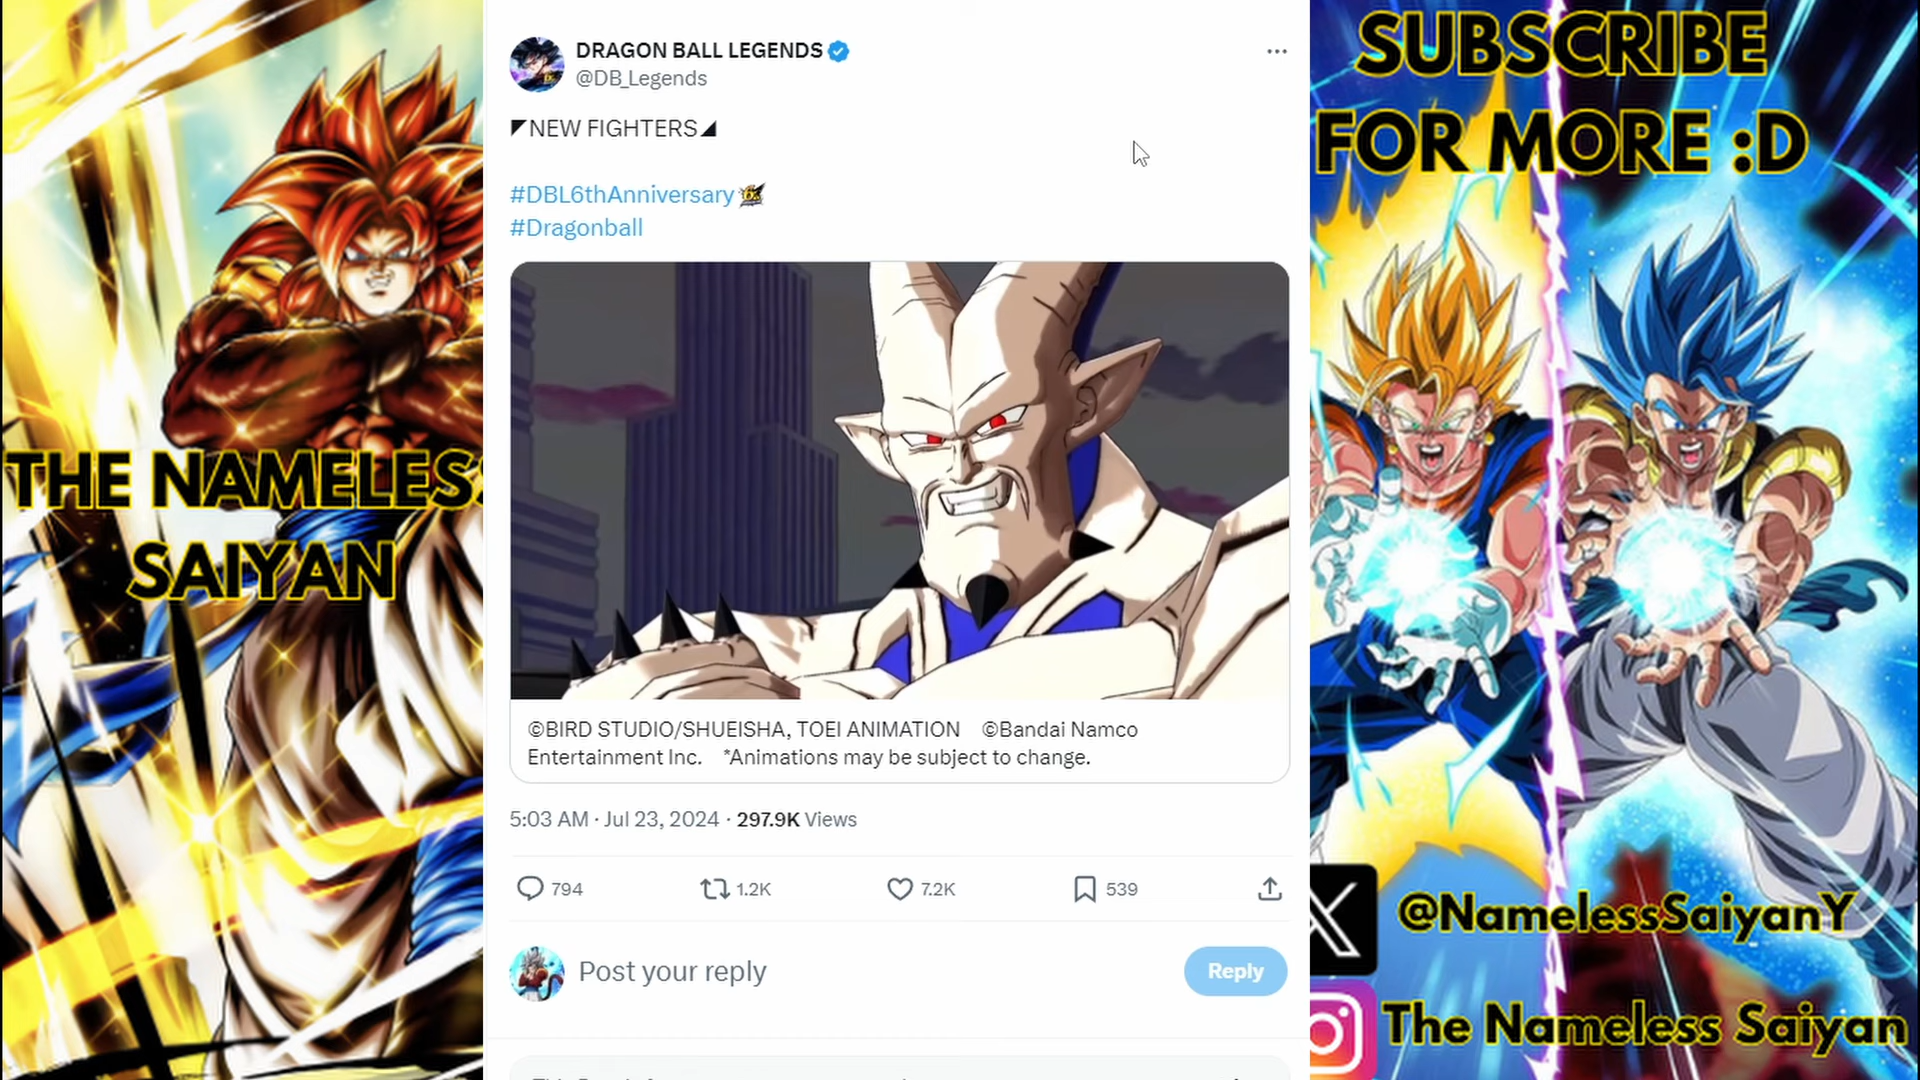 THE NAMELESS
SAIYAN
DRAGON BALL LEGENDS
@DB_Legends
◤NEW FIGHTERS◢
#DBL6thAnniversary
#Dragonball
©BIRD STUDIO/SHUEISHA, TOEI ANIMATION ©Bandai Namco
Entertainment Inc. *Animations may be subject to change.
5:03 AM · Jul 23, 2024 · 297.9K Views
794 1.2K 7.2K 539
Post your reply
Reply
SUBSCRIBE
FOR MORE :D
@NamelessSaiyanY
The Nameless Saiyan